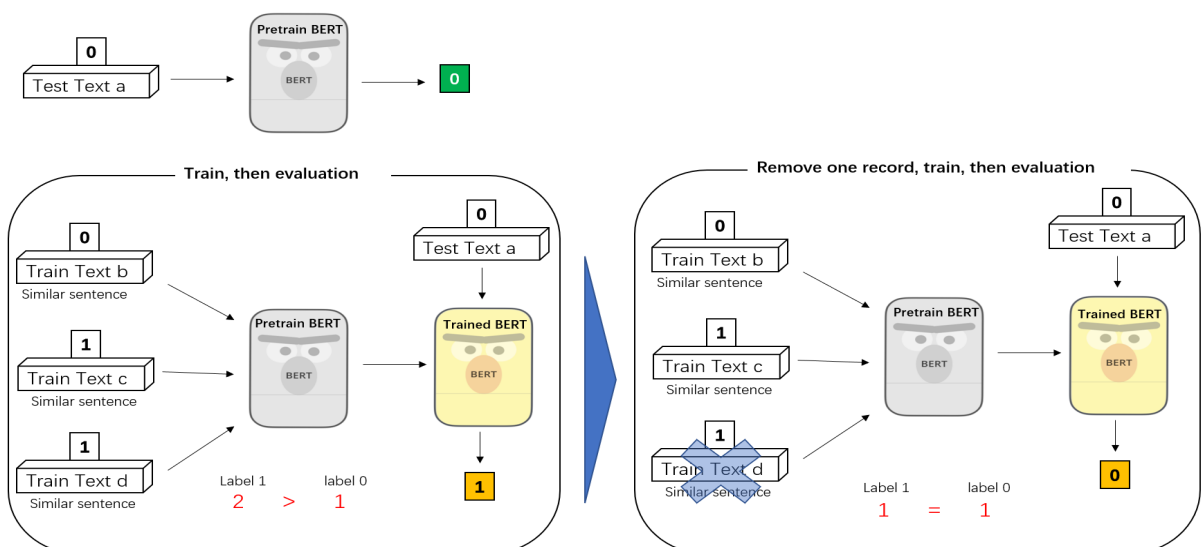 Pretrain BERT
0
Test Text a
BERT
0
Train, then evaluation
0
Train Text b
Similar sentence
1
Train Text c
Similar sentence
1
Train Text d
Similar sentence
Pretrain BERT
BERT
Label 1
label 0
2 > 1
0
Test Text a
Trained BERT
BERT
1
Remove one record, train, then evaluation
0
Train Text b
Similar sentence
1
Train Text c
Similar sentence
1
Train Text d
Similar sentence
Pretrain BERT
BERT
Label 1
label 0
1 = 1
0
Test Text a
Trained BERT
BERT
0